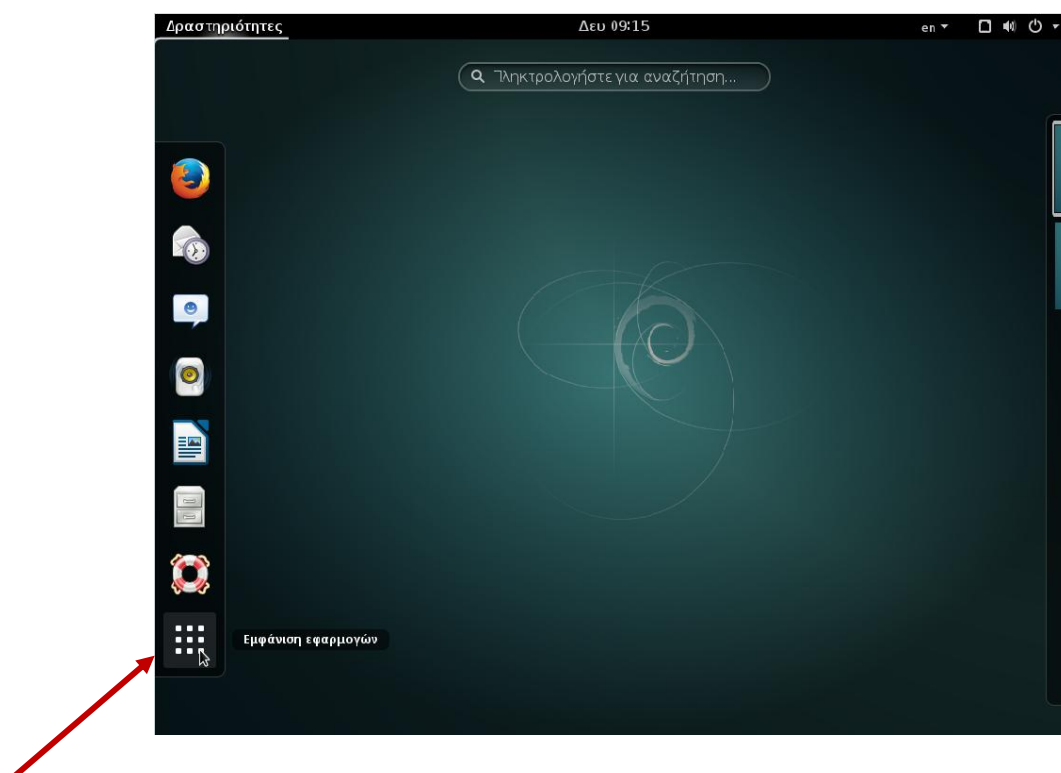 Δραστηριότητες
Δευ 09:15
en
Πληκτρολογήστε για αναζήτηση...
Εμφάνιση εφαρμογών